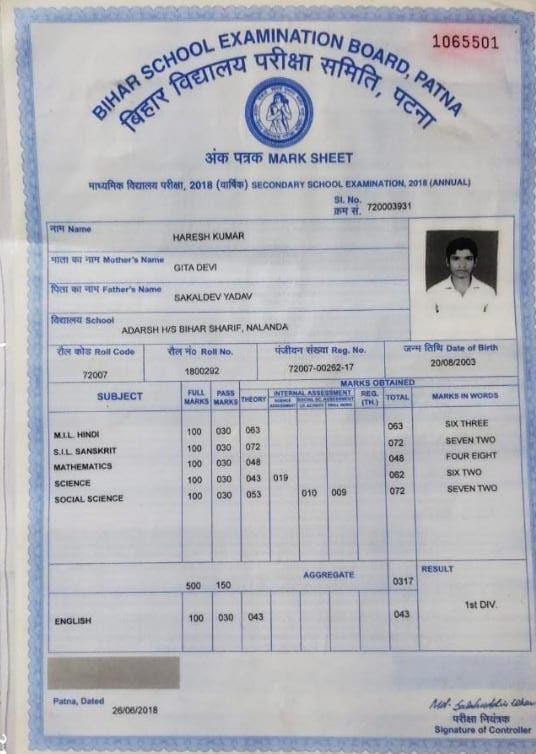 1065501
BIHAR SCHOOL EXAMINATION BOARD, PATNA
बिहार विद्यालय परीक्षा समिति, पटना
अंक पत्रक MARK SHEET
माध्यमिक विद्यालय परीक्षा, 2018 (वार्षिक) SECONDARY SCHOOL EXAMINATION, 2018 (ANNUAL)
Sl. No.
क्रम सं. 720003931
नाम Name
HARESH KUMAR
माता का नाम Mother's Name
GITA DEVI
पिता का नाम Father's Name
SAKALDEV YADAV
विद्यालय School
ADARSH H/S BIHAR SHARIF, NALANDA
रौल कोड Roll Code रौल नं० Roll No. पंजीयन संख्या Reg. No. जन्म तिथि Date of Birth
72007 1800292 72007-00262-17 20/08/2003
MARKS OBTAINED
SUBJECT FULL MARKS PASS MARKS THEORY INTERNAL ASSESSMENT REG. (TH.) TOTAL MARKS IN WORDS
M.I.L. HINDI 100 030 063 063 SIX THREE
S.I.L. SANSKRIT 100 030 072 072 SEVEN TWO
MATHEMATICS 100 030 048 048 FOUR EIGHT
SCIENCE 100 030 043 019 062 SIX TWO
SOCIAL SCIENCE 100 030 053 010 009 072 SEVEN TWO
500 150 AGGREGATE 0317 RESULT
1st DIV.
ENGLISH 100 030 043 043
Patna, Dated
26/06/2018
परीक्षा नियंत्रक
Signature of Controller